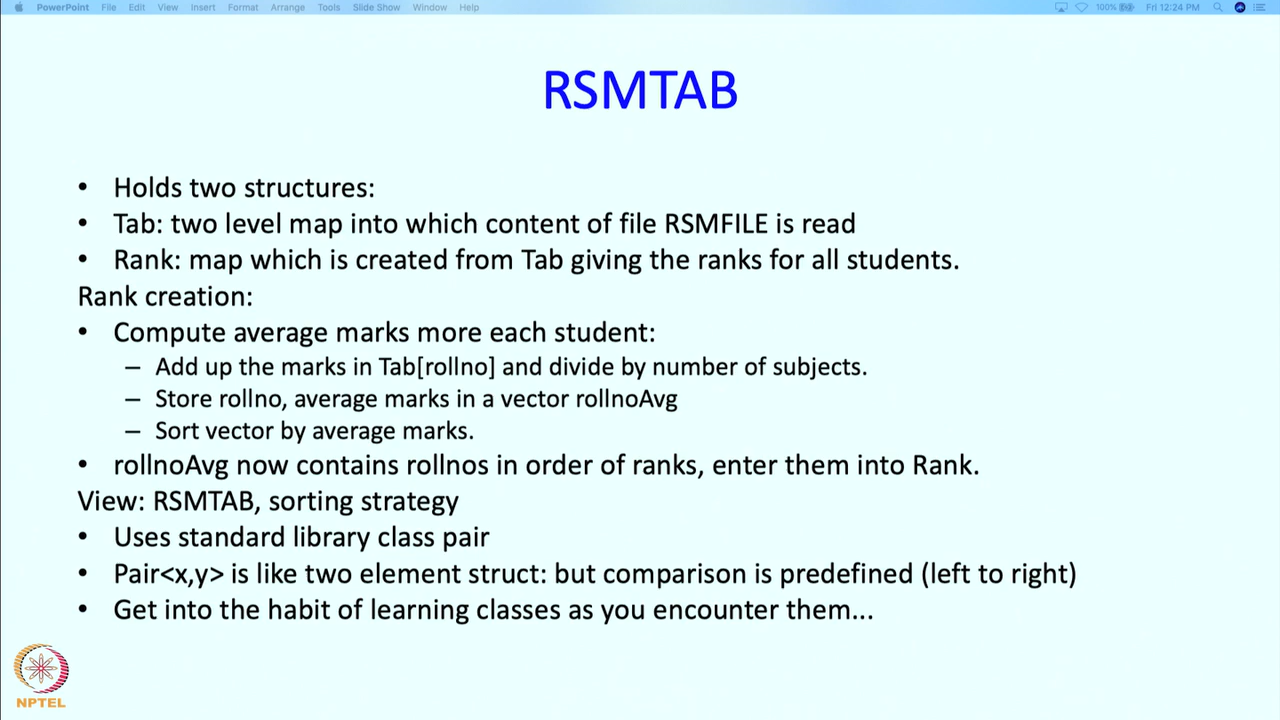 PowerPoint File Edit View Insert Format Arrange Tools Slide Show Window Help 100% Fri 12:24 PM
RSMTAB
• Holds two structures:
• Tab: two level map into which content of file RSMFILE is read
• Rank: map which is created from Tab giving the ranks for all students.
Rank creation:
• Compute average marks more each student:
– Add up the marks in Tab[rollno] and divide by number of subjects.
– Store rollno, average marks in a vector rollnoAvg
– Sort vector by average marks.
• rollnoAvg now contains rollnos in order of ranks, enter them into Rank.
View: RSMTAB, sorting strategy
• Uses standard library class pair
• Pair<x,y> is like two element struct: but comparison is predefined (left to right)
• Get into the habit of learning classes as you encounter them...
NPTEL